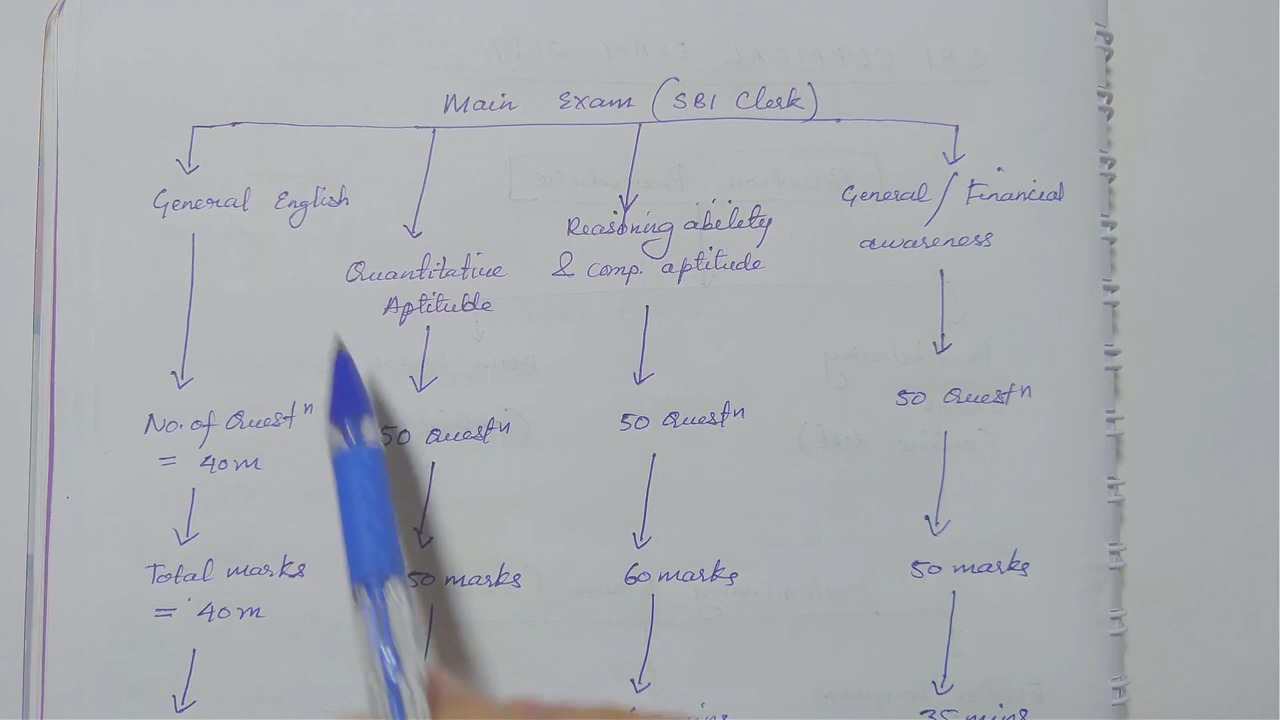 Main Exam (SBI Clerk)
General English
Quantitative
Aptituble
Reasoning ability
& comp. aptitude
General / Financial
awareness
No. of Questn
= 40m
50 Questn
50 Questn
50 Questn
Total marks
= 40m
50 marks
60 marks
50 marks
35 mins